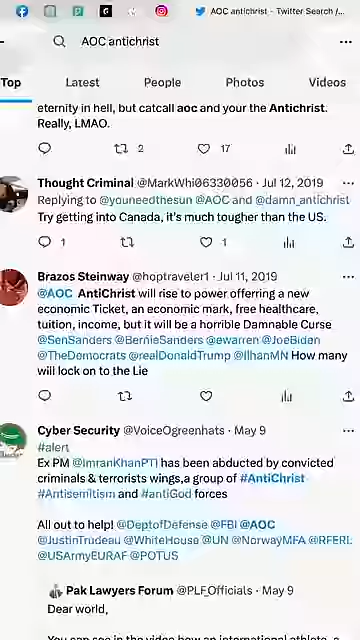 AOC antichrist - Twitter Search /...
AOC antichrist
Top Latest People Photos Videos
eternity in hell, but catcall aoc and your the Antichrist.
Really, LMAO.
2 17
Thought Criminal @MarkWhi06330056 · Jul 12, 2019 ···
Replying to @youneedthesun @AOC and @damn_antichrist
Try getting into Canada, it's much tougher than the US.
1 1
Brazos Steinway @hoptraveler1 · Jul 11, 2019 ···
@AOC AntiChrist will rise to power offering a new
economic Ticket, an economic mark, free healthcare,
tuition, income, but it will be a horrible Damnable Curse
@SenSanders @BernieSanders @ewarren @JoeBiden
@TheDemocrats @realDonaldTrump @IlhanMN How many
will lock on to the Lie
Cyber Security @VoiceOgreenhats · May 9 ···
#alert
Ex PM @ImranKhanPTI has been abducted by convicted
criminals & terrorists wings,a group of #AntiChrist
#Antisemitism and #antiGod forces
All out to help! @DeptofDefense @FBI @AOC
@JustinTrudeau @WhiteHouse @UN @NorwayMFA @RFERL
@USArmyEURAF @POTUS
Pak Lawyers Forum @PLF_Officials · May 9
Dear world,
You can see in the video how an international athlete, a